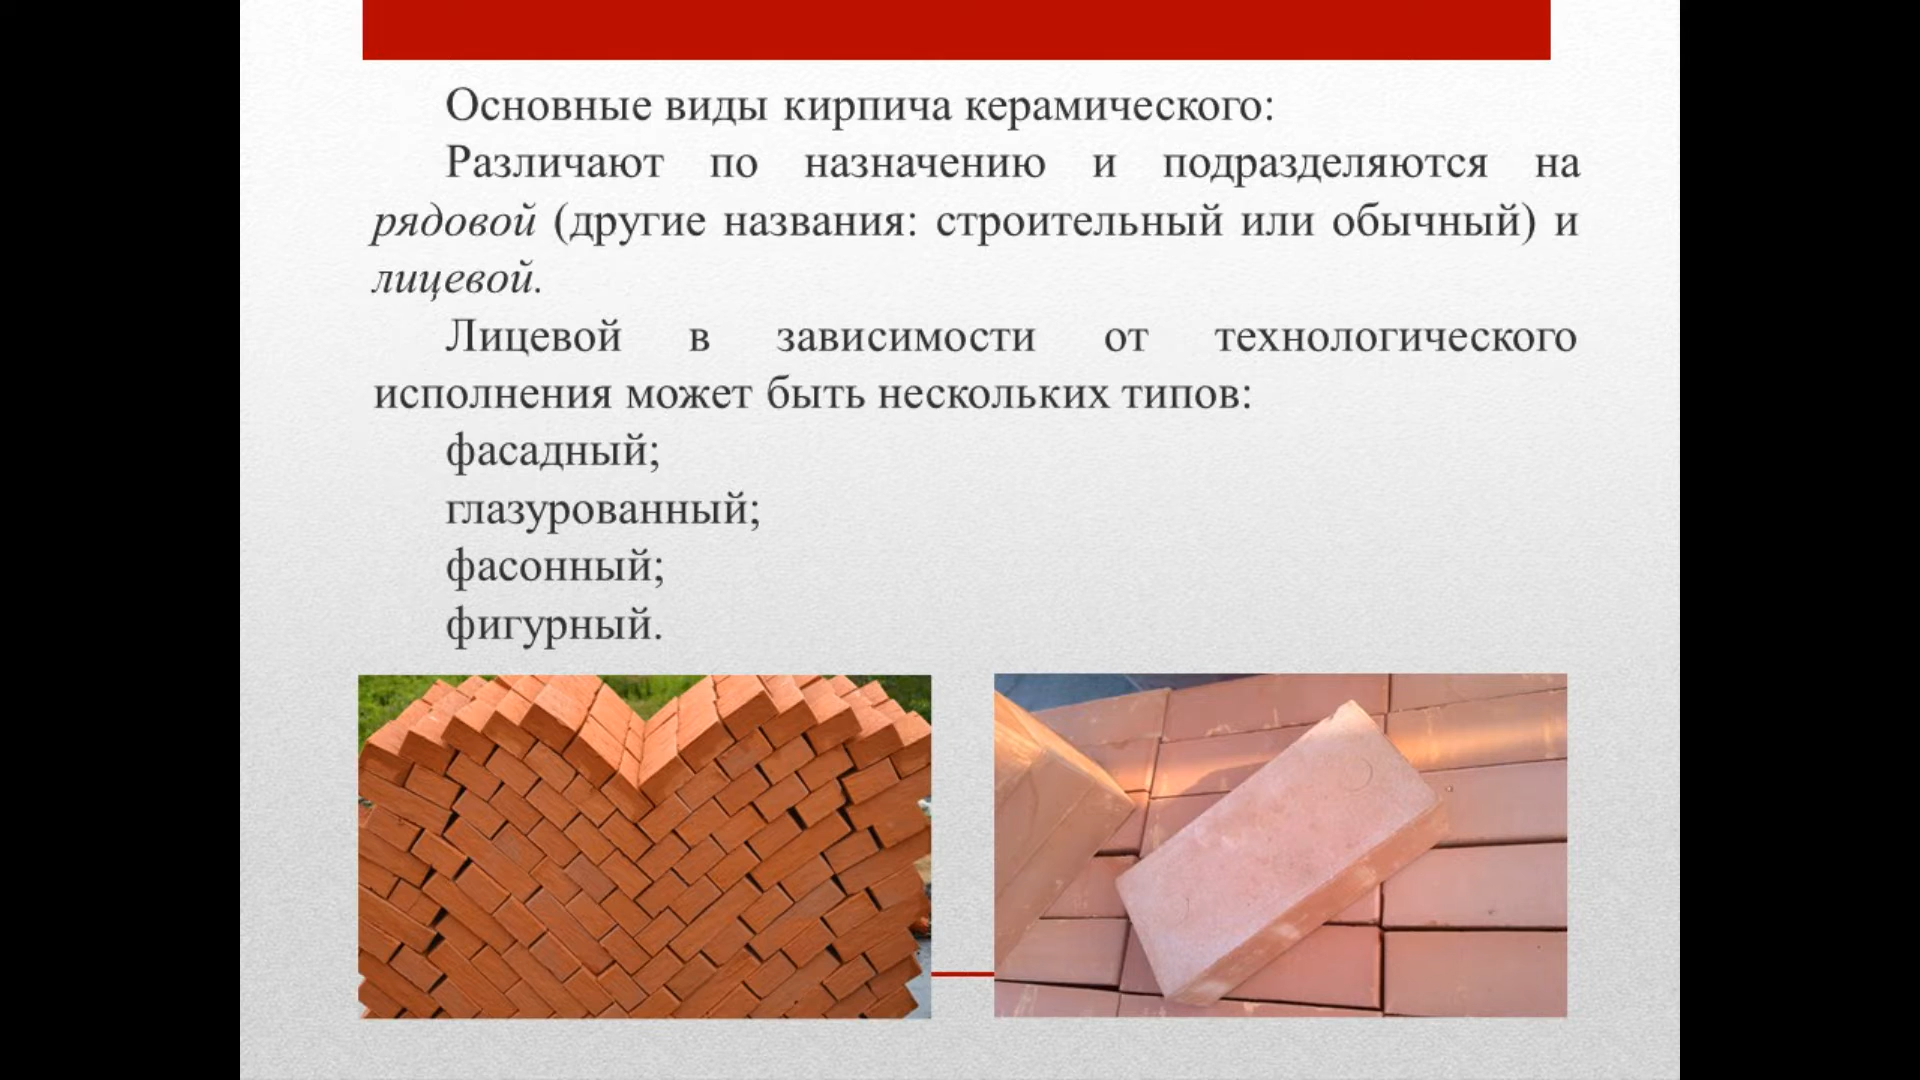 Основные виды кирпича керамического:
Различают по назначению и подразделяются на
рядовой (другие названия: строительный или обычный) и
лицевой.
Лицевой в зависимости от технологического
исполнения может быть нескольких типов:
фасадный;
глазурованный;
фасонный;
фигурный.